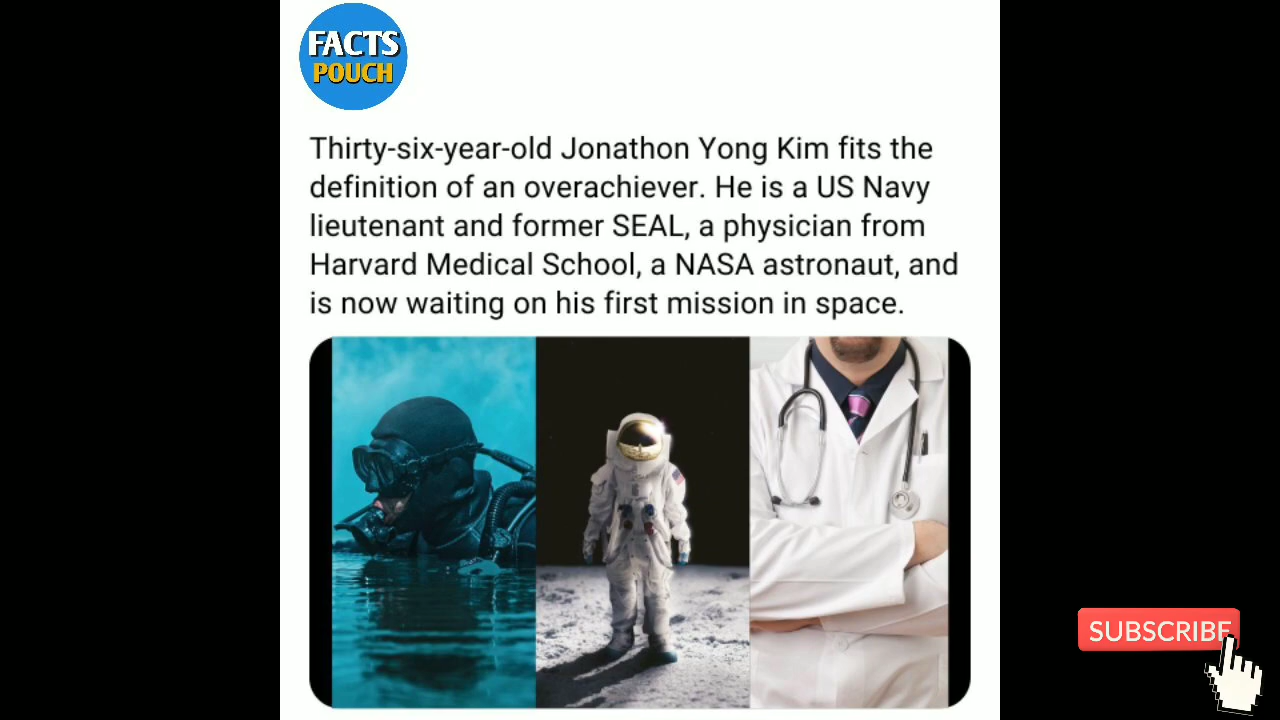 FACTS
POUCH
Thirty-six-year-old Jonathon Yong Kim fits the
definition of an overachiever. He is a US Navy
lieutenant and former SEAL, a physician from
Harvard Medical School, a NASA astronaut, and
is now waiting on his first mission in space.
SUBSCRIBE